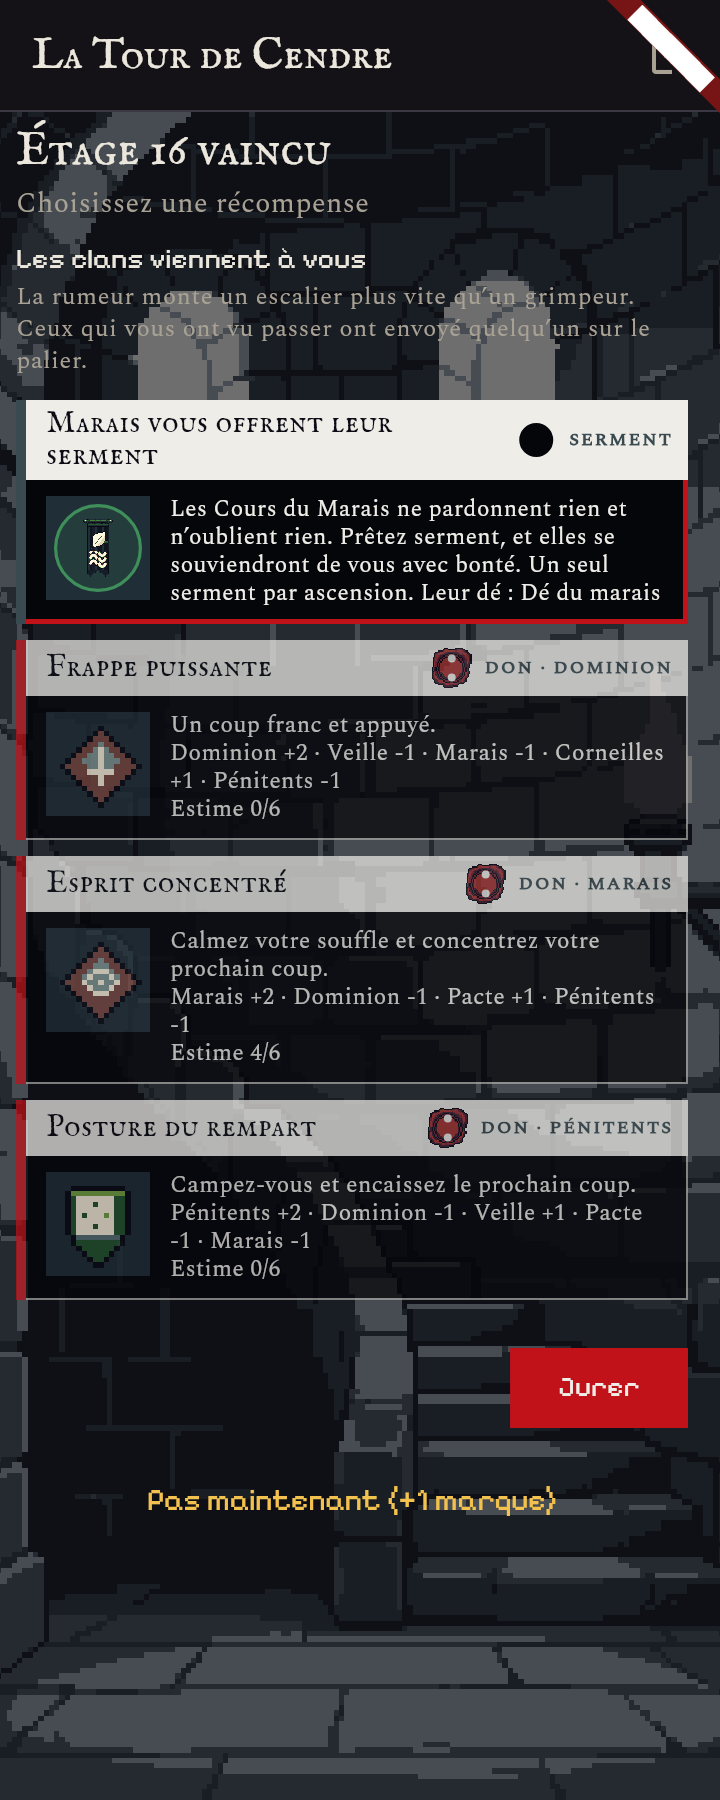 La Tour de Cendre
Étage 16 vaincu
Choisissez une récompense
Les clans viennent à vous
La rumeur monte un escalier plus vite qu'un grimpeur.
Ceux qui vous ont vu passer ont envoyé quelqu'un sur le
palier.
Marais vous offrent leur
serment
SERMENT
Les Cours du Marais ne pardonnent rien et
n'oublient rien. Prêtez serment, et elles se
souviendront de vous avec bonté. Un seul
serment par ascension. Leur dé : Dé du marais
Frappe puissante
DON · DOMINION
Un coup franc et appuyé.
Dominion +2 · Veille -1 · Marais -1 · Corneilles
+1 · Pénitents -1
Estime 0/6
Esprit concentré
DON · MARAIS
Calmez votre souffle et concentrez votre
prochain coup.
Marais +2 · Dominion -1 · Pacte +1 · Pénitents
-1
Estime 4/6
Posture du rempart
DON · PÉNITENTS
Campez-vous et encaissez le prochain coup.
Pénitents +2 · Dominion -1 · Veille +1 · Pacte
-1 · Marais -1
Estime 0/6
Jurer
Pas maintenant (+1 marque)